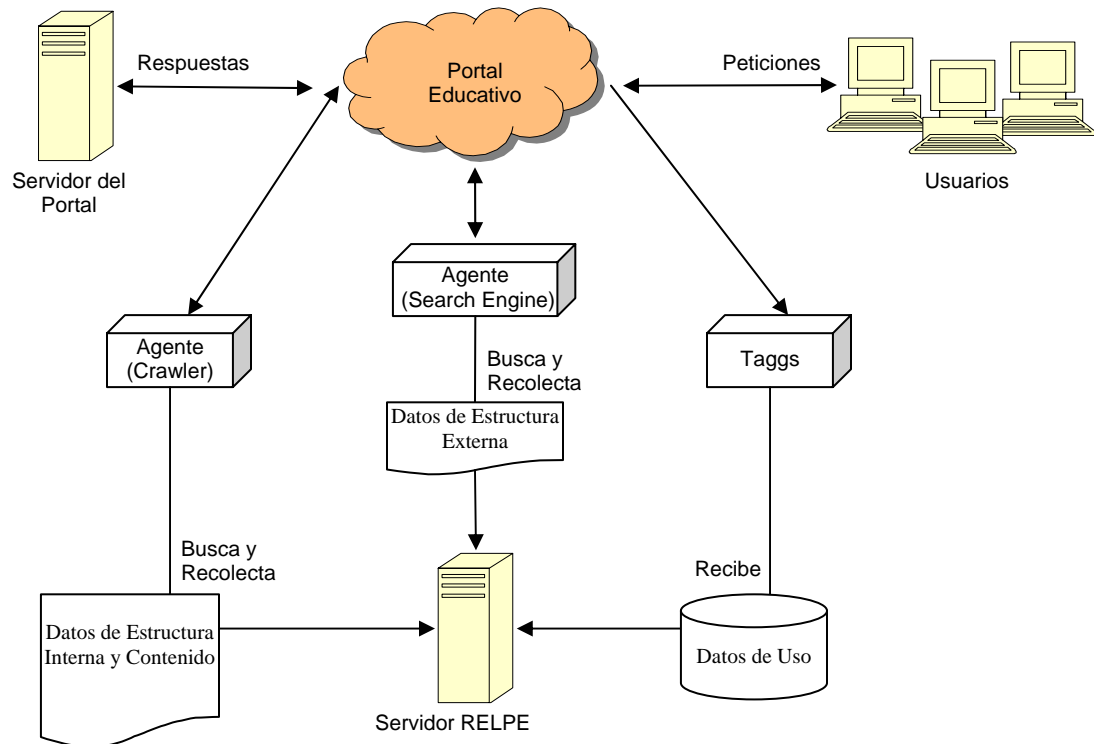 Respuestas
Portal
Educativo
Peticiones
Servidor del
Portal
Usuarios
Agente
(Search Engine)
Agente
(Crawler)
Taggs
Busca y
Recolecta
Datos de Estructura
Externa
Busca y
Recolecta
Recibe
Datos de Estructura
Interna y Contenido
Datos de Uso
Servidor RELPE